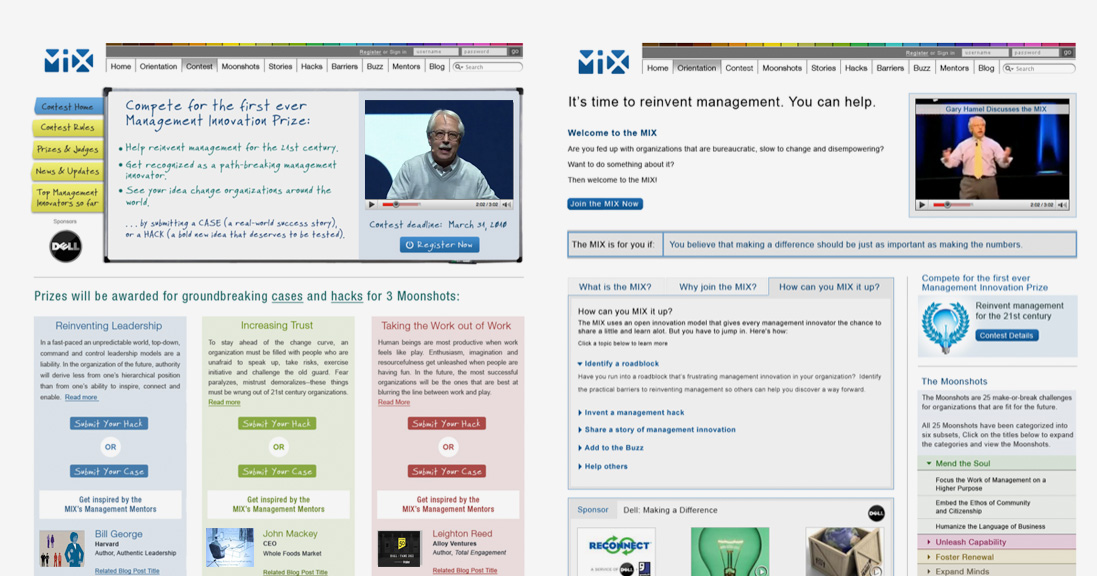 MiX
Register or Sign in username password go
Home Orientation Contest Moonshots Stories Hacks Barriers Buzz Mentors Blog Search
Contest Home
Contest Rules
Prizes & Judges
News & Updates
Top Management
Innovators so far
Sponsors
DELL
Compete for the first ever
Management Innovation Prize:
• Help reinvent management for the 21st century.
• Get recognized as a path-breaking management
innovator.
• See your idea change organizations around the
world.
...by submitting a CASE (a real-world success story),
or a HACK (a bold new idea that deserves to be tested).
2:02 / 3:02
Contest deadline: March 31, 2010
Register Now
Prizes will be awarded for groundbreaking cases and hacks for 3 Moonshots:
Reinventing Leadership
In a fast-paced an unpredictable world, top-down,
command and control leadership models are a
liability. In the organization of the future, authority
will derive less from one's hierarchical position
than from one's ability to inspire, connect and
enable. Read more
Submit Your Hack
OR
Submit Your Case
Get inspired by the
MIX's Management Mentors
Bill George
Harvard
Author, Authentic Leadership
Related Blog Post Title
Increasing Trust
To stay ahead of the change curve, an
organization must be filled with people who are
unafraid to speak up, take risks, exercise
initiative and challenge the old guard. Fear
paralyzes, mistrust demoralizes–these things
must be wrung out of 21st century organizations.
Read more
Submit Your Hack
OR
Submit Your Case
Get inspired by the
MIX's Management Mentors
John Mackey
CEO
Whole Foods Market
Related Blog Post Title
Taking the Work out of Work
Human beings are most productive when work
feels like play. Enthusiasm, imagination and
resourcefulness get unleashed when people are
having fun. In the future, the most successful
organizations will be the ones that are best at
blurring the line between work and play.
Read More
Submit Your Hack
OR
Submit Your Case
Get inspired by the
MIX's Management Mentors
Leighton Reed
Alloy Ventures
Author, Total Engagement
Related Blog Post Title
MiX
Register or Sign in username password go
Home Orientation Contest Moonshots Stories Hacks Barriers Buzz Mentors Blog Search
It's time to reinvent management. You can help.
Welcome to the MIX
Are you fed up with organizations that are bureaucratic, slow to change and disempowering?
Want to do something about it?
Then welcome to the MIX!
Join the MIX Now
Gary Hamel Discusses the MIX
2:02 / 3:02
The MIX is for you if: You believe that making a difference should be just as important as making the numbers.
What is the MIX? Why join the MIX? How can you MIX it up?
How can you MIX it up?
The MIX uses an open innovation model that gives every management innovator the chance to
share a little and learn alot. But you have to jump in. Here's how:
Click a topic below to learn more
Identify a roadblock
Have you run into a roadblock that's frustrating management innovation in your organization? Identify
the practical barriers to reinventing management so others can help you discover a way forward.
Invent a management hack
Share a story of management innovation
Add to the Buzz
Help others
Sponsor Dell: Making a Difference
DELL
RECONNECT
A SERVICE OF DELL
Compete for the first ever
Management Innovation Prize
Reinvent management
for the 21st century
Contest Details
The Moonshots
The Moonshots are 25 make-or-break challenges
for organizations that are fit for the future.
All 25 Moonshots have been categorized into
six subsets, Click on the titles below to expand
the categories and view the Moonshots.
Mend the Soul
Focus the Work of Management on a
Higher Purpose
Embed the Ethos of Community
and Citizenship
Humanize the Language of Business
Unleash Capability
Foster Renewal
Expand Minds